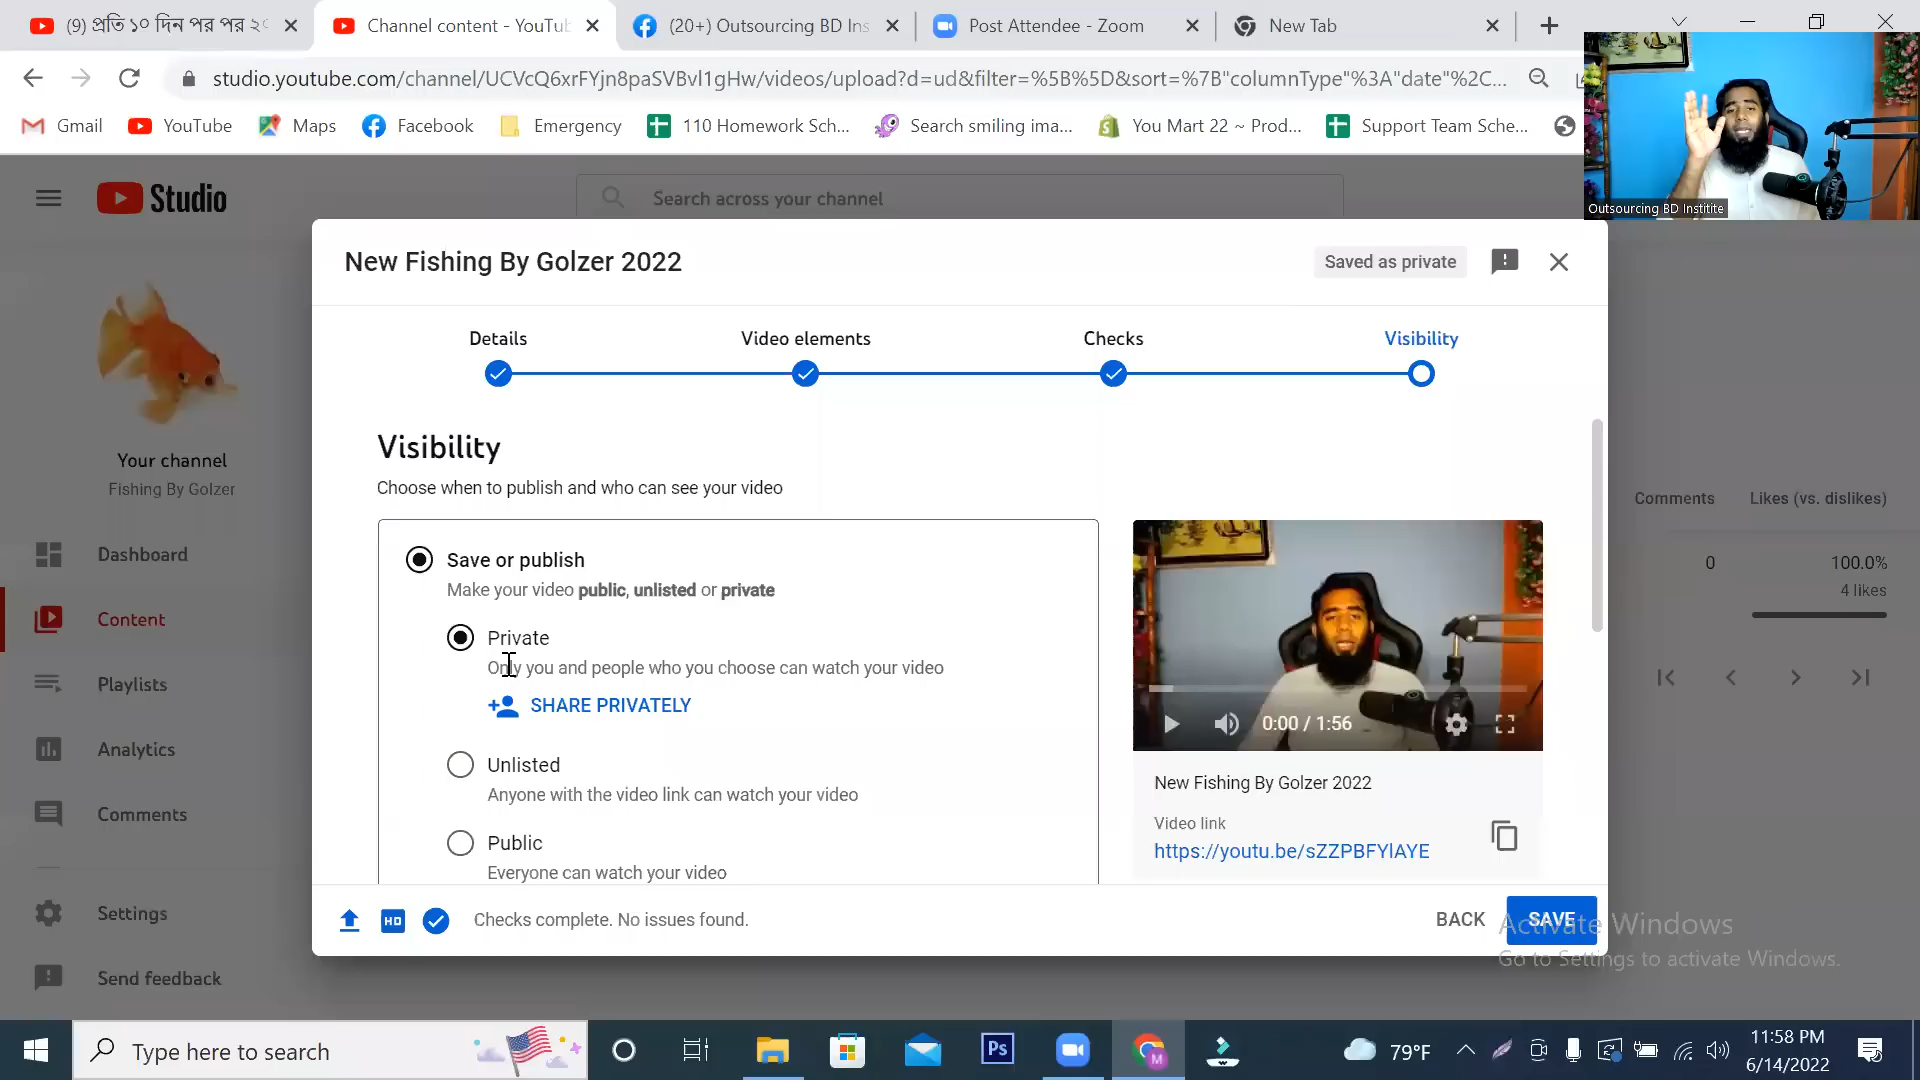 (9) প্রতি ১০ দিন পর পর
Channel content - YouTub
(20+) Outsourcing BD Ins
Post Attendee - Zoom
New Tab
studio.youtube.com/channel/UCVcQ6xrFYjn8paSVBvl1gHw/videos/upload?d=ud&filter=%5B%5D&sort=%7B"columnType"%3A"date"%2C...
Gmail
YouTube
Maps
Facebook
Emergency
110 Homework Sch...
Search smiling ima...
You Mart 22 ~ Prod...
Support Team Sche...
Outsourcing BD Institite
Studio
Search across your channel
New Fishing By Golzer 2022
Saved as private
Details
Video elements
Checks
Visibility
Your channel
Fishing By Golzer
Dashboard
Content
Playlists
Analytics
Comments
Settings
Send feedback
Visibility
Choose when to publish and who can see your video
Save or publish
Make your video public, unlisted or private
Private
Only you and people who you choose can watch your video
SHARE PRIVATELY
Unlisted
Anyone with the video link can watch your video
Public
Everyone can watch your video
0:00 / 1:56
New Fishing By Golzer 2022
Video link
https://youtu.be/sZZPBFYlAYE
Comments
Likes (vs. dislikes)
0
100.0%
4 likes
HD
Checks complete. No issues found.
BACK
SAVE
Activate Windows
Go to Settings to activate Windows.
Type here to search
Ps
M
79°F
11:58 PM
6/14/2022